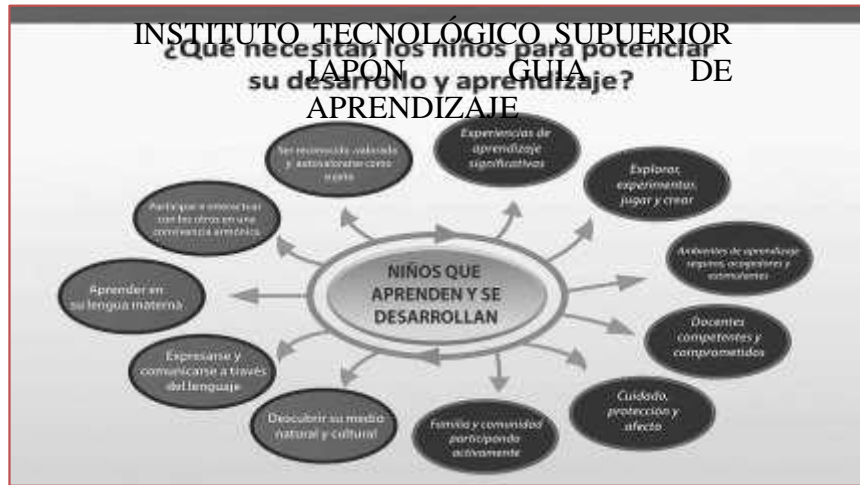 INSTITUTO TECNOLÓGICO SUPUERIOR
¿Qué necesitan los niños para potenciar
JAPÓN GUIA DE
su desarrollo y aprendizaje?
APRENDIZAJE
Ser reconocido, valorado
y autovalorarse como
Experiencias de
aprendizaje
significativas
Explorar,
experimentar,
jugar y crear
Participar e interactuar
con los otros en una
convivencia armónica
Ambientes de aprendizaje
seguros, acogedores y
estimulantes
NIÑOS QUE
APRENDEN Y SE
DESARROLLAN
Aprender en
su lengua materna
Docentes
competentes y
comprometidos
Expresarse y
comunicarse a través
del lenguaje
Cuidado,
protección y
afecto
Descubrir su medio
natural y cultural
Familia y comunidad
participando
activamente